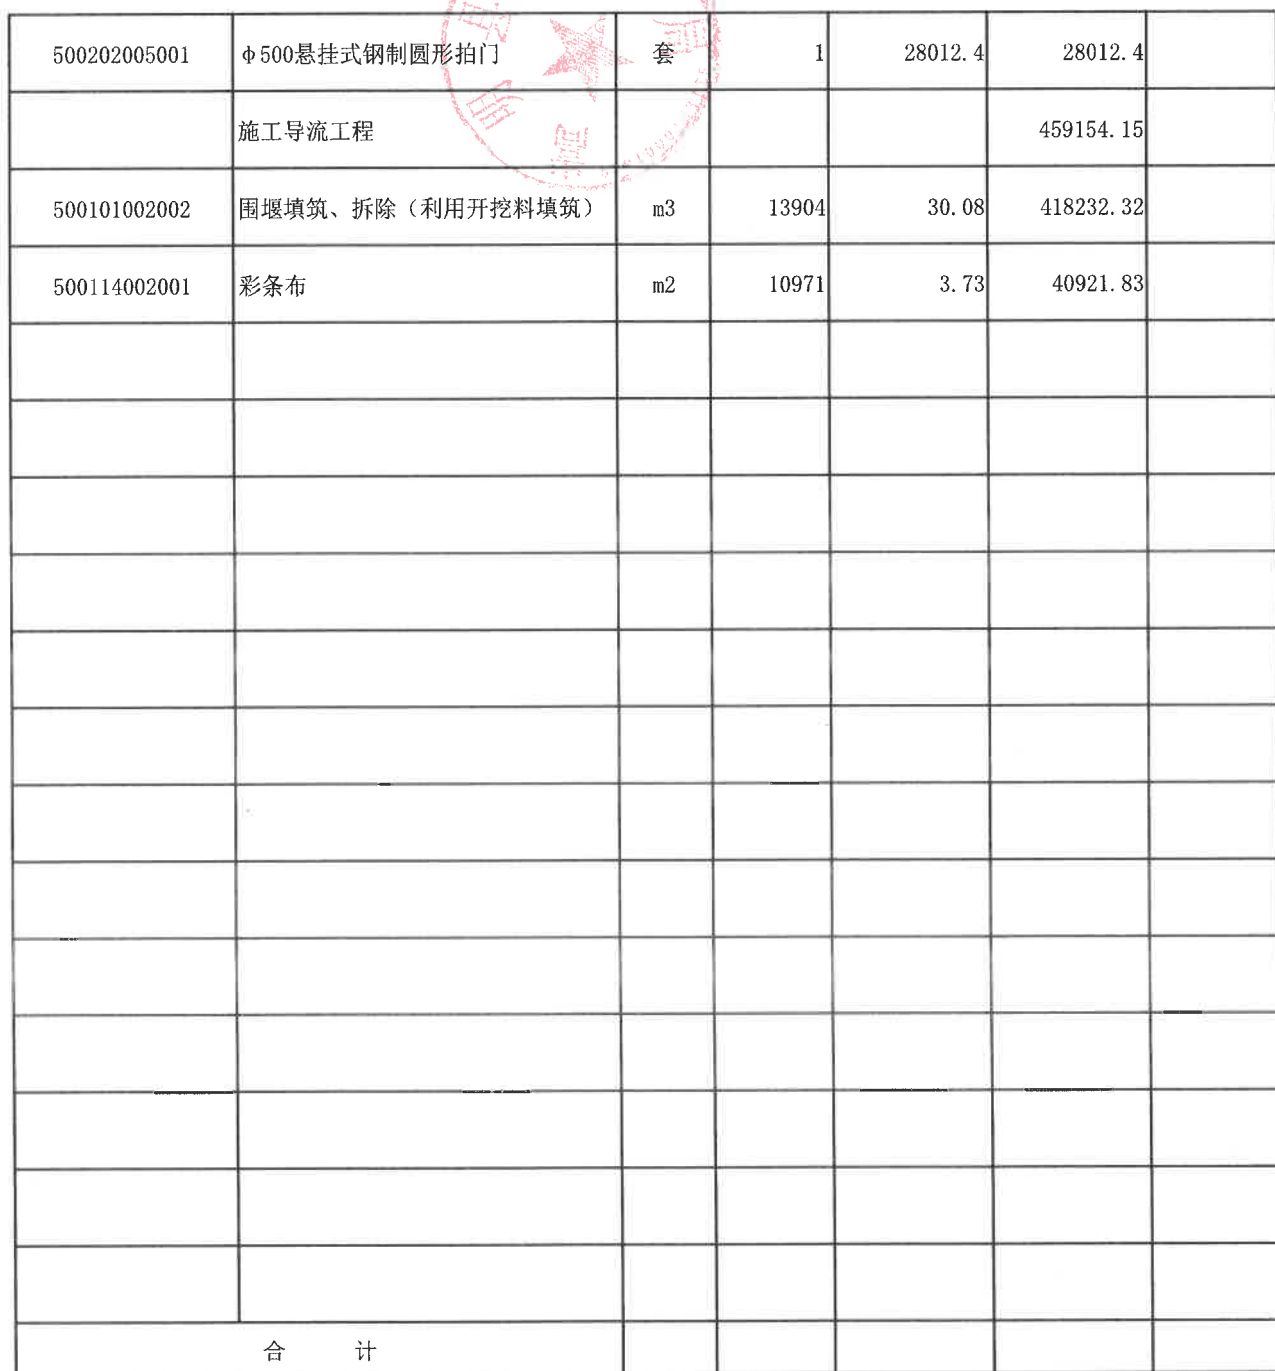 500202005001 φ500悬挂式钢制圆形拍门 套 1 28012.4 28012.4
施工导流工程 459154.15
500101002002 围堰填筑、拆除（利用开挖料填筑） m3 13904 30.08 418232.32
500114002001 彩条布 m2 10971 3.73 40921.83
合 计